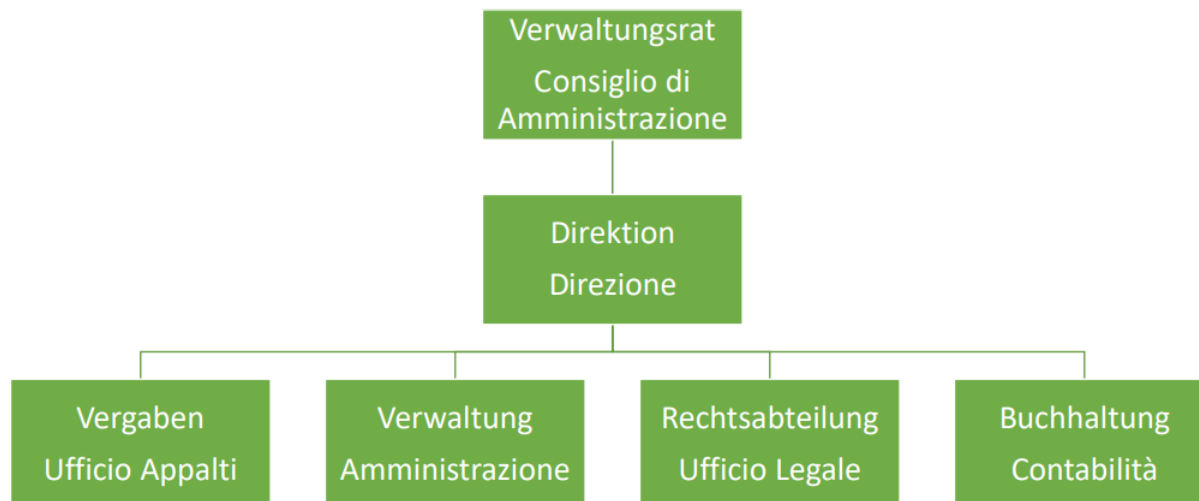 Verwaltungsrat
Consiglio di
Amministrazione
Direktion
Direzione
Vergaben
Ufficio Appalti
Verwaltung
Amministrazione
Rechtsabteilung
Ufficio Legale
Buchhaltung
Contabilità